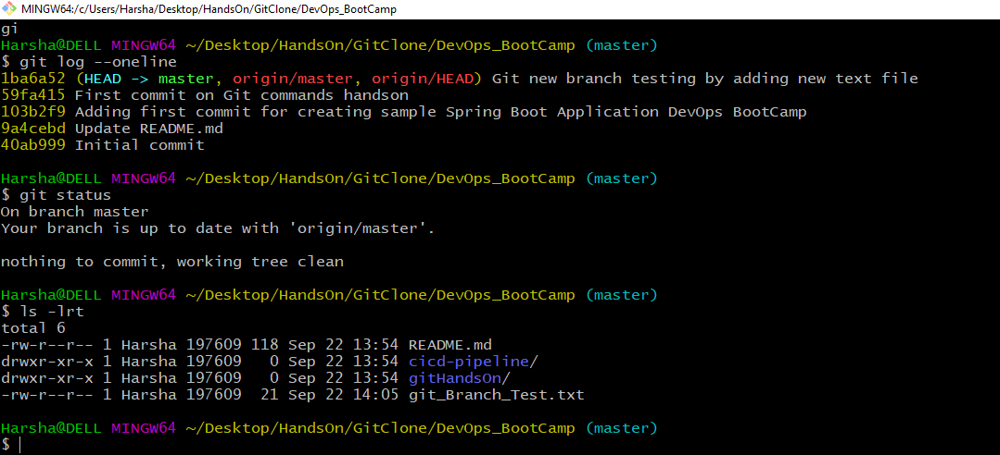 MINGW64:/c/Users/Harsha/Desktop/HandsOn/GitClone/DevOps_BootCamp
gi
Harsha@DELL MINGW64 ~/Desktop/HandsOn/GitClone/DevOps_BootCamp (master)
$ git log --oneline
1ba6a52 (HEAD -> master, origin/master, origin/HEAD) Git new branch testing by adding new text file
59fa415 First commit on Git commands handson
103b2f9 Adding first commit for creating sample Spring Boot Application DevOps BootCamp
9a4cebd Update README.md
40ab999 Initial commit
Harsha@DELL MINGW64 ~/Desktop/HandsOn/GitClone/DevOps_BootCamp (master)
$ git status
On branch master
Your branch is up to date with 'origin/master'.
nothing to commit, working tree clean
Harsha@DELL MINGW64 ~/Desktop/HandsOn/GitClone/DevOps_BootCamp (master)
$ ls -lrt
total 6
-rw-r--r-- 1 Harsha 197609 118 Sep 22 13:54 README.md
drwxr-xr-x 1 Harsha 197609   0 Sep 22 13:54 cicd-pipeline/
drwxr-xr-x 1 Harsha 197609   0 Sep 22 13:54 gitHandsOn/
-rw-r--r-- 1 Harsha 197609  21 Sep 22 14:05 git_Branch_Test.txt
Harsha@DELL MINGW64 ~/Desktop/HandsOn/GitClone/DevOps_BootCamp (master)
$